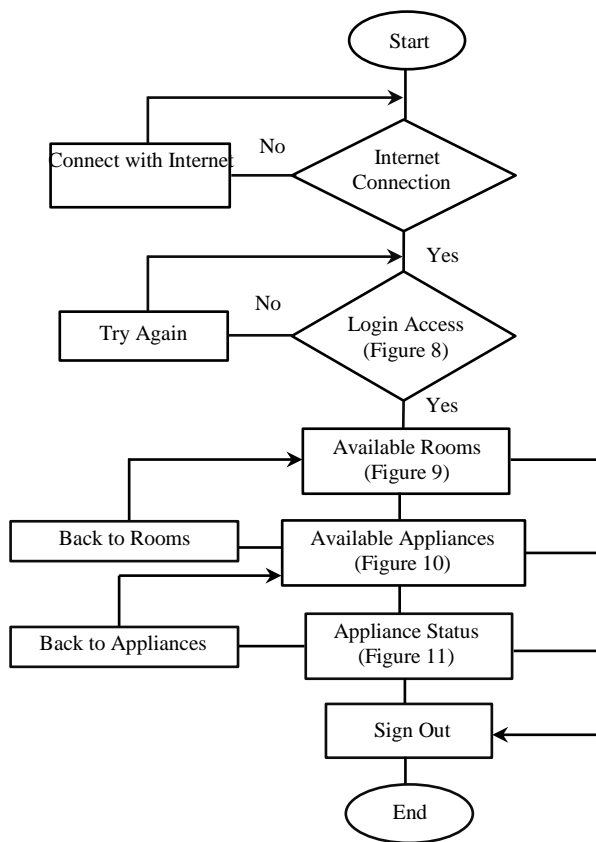 Start
Connect with Internet
No
Internet
Connection
Yes
No
Try Again
Login Access
(Figure 8)
Yes
Available Rooms
(Figure 9)
Back to Rooms
Available Appliances
(Figure 10)
Back to Appliances
Appliance Status
(Figure 11)
Sign Out
End